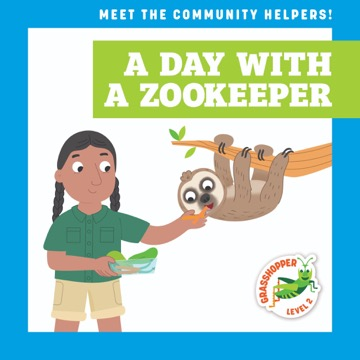 MEET THE COMMUNITY HELPERS!
A DAY WITH
A ZOOKEEPER
GRASSHOPPER
LEVEL 2